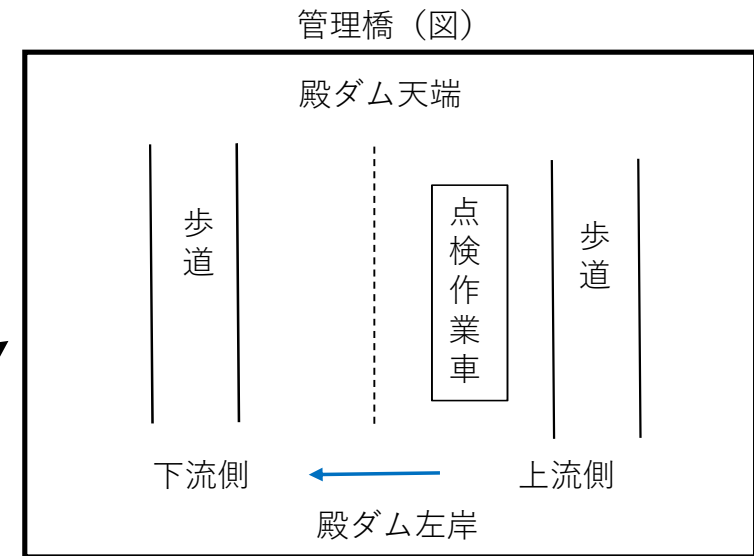 管理橋（図）
殿ダム天端
歩道
点検作業車
歩道
下流側
上流側
殿ダム左岸